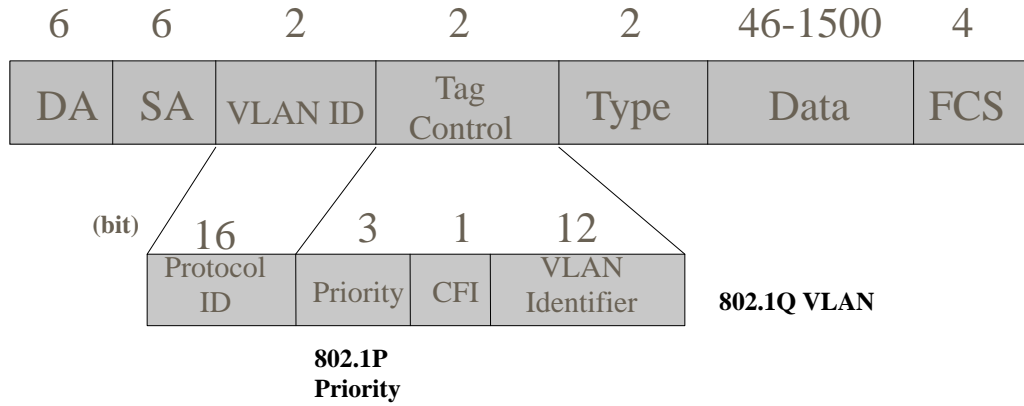 6 6 2 2 2 46-1500 4
DA SA VLAN ID Tag Control Type Data FCS
(bit) 16 3 1 12
Protocol ID Priority CFI VLAN Identifier
802.1Q VLAN
802.1P
Priority